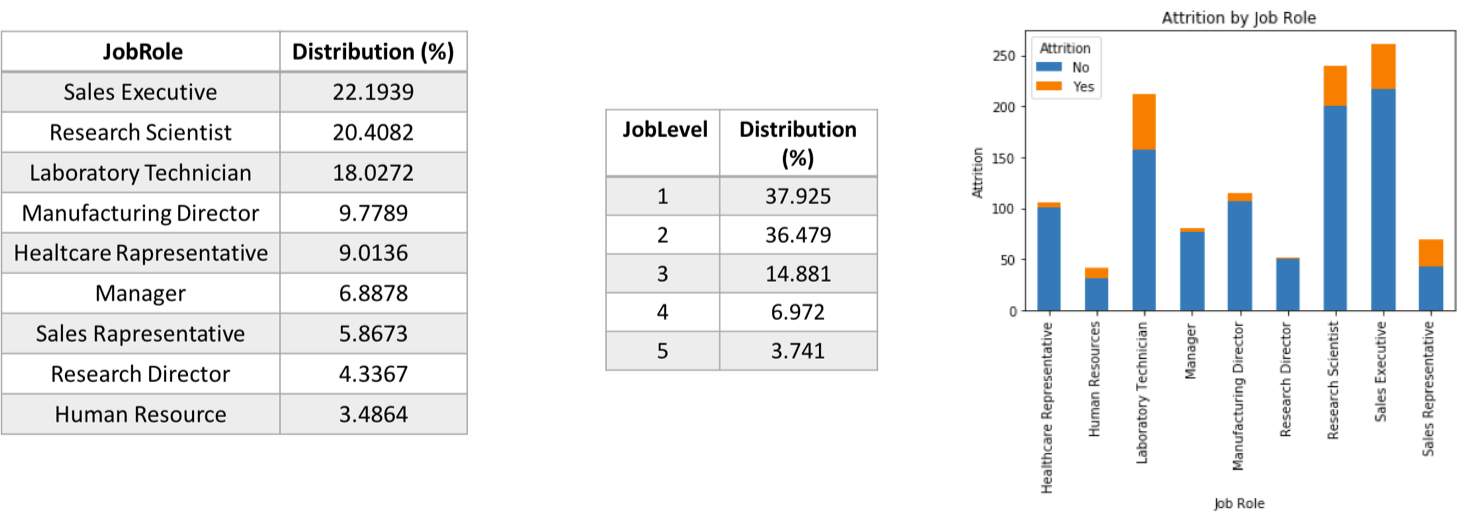 JobRole Distribution (%)
Sales Executive 22.1939
Research Scientist 20.4082
Laboratory Technician 18.0272
Manufacturing Director 9.7789
Healtcare Rapresentative 9.0136
Manager 6.8878
Sales Rapresentative 5.8673
Research Director 4.3367
Human Resource 3.4864
JobLevel Distribution
(%)
1 37.925
2 36.479
3 14.881
4 6.972
5 3.741
Attrition by Job Role
Attrition
No
Yes
Attrition
250
200
150
100
50
0
Healthcare Representative
Human Resources
Laboratory Technician
Manager
Manufacturing Director
Research Director
Research Scientist
Sales Executive
Sales Representative
Job Role